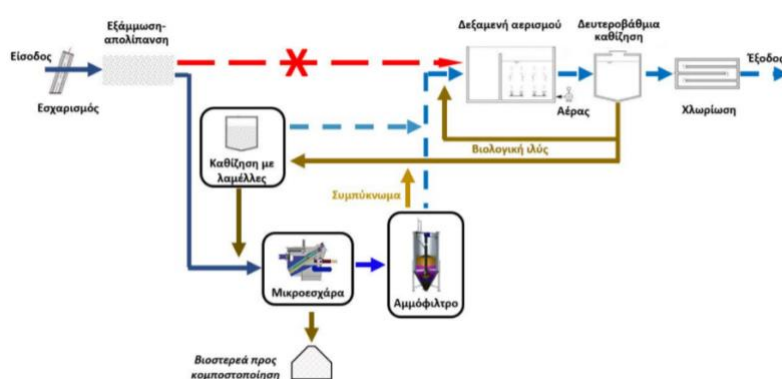 Εξάμμωση-
απολίπανση
Δεξαμενή αερισμού
Δευτεροβάθμια
καθίζηση
Είσοδος
Έξοδος
Εσχαρισμός
Αέρας
Χλωρίωση
Βιολογική ιλύς
Καθίζηση με
λαμέλλες
Συμπύκνωμα
Μικροεσχάρα
Αμμόφιλτρο
Βιοστερεά προς
κομποστοποίηση